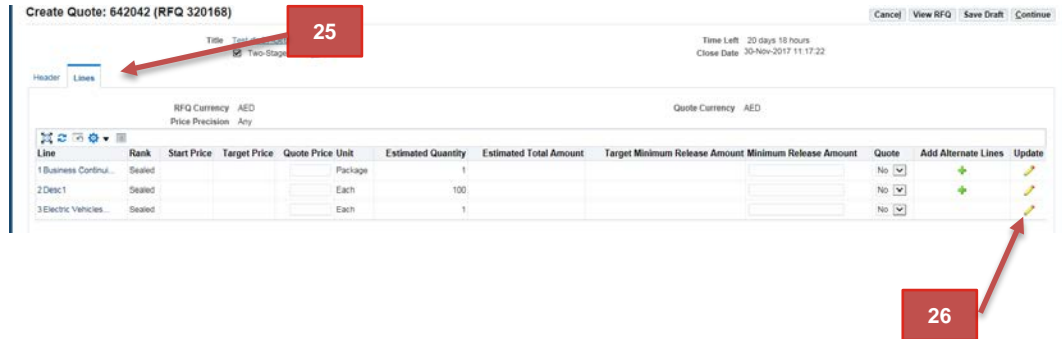 Create Quote: 642042 (RFQ 320168)
Cancel View RFQ Save Draft Continue
25
Title
Time Left 20 days 18 hours
Two-Stage
Close Date 30-Nov-2017 11:17:22
Header Lines
RFQ Currency AED
Quote Currency AED
Price Precision Any
Line Rank Start Price Target Price Quote Price Unit Estimated Quantity Estimated Total Amount Target Minimum Release Amount Minimum Release Amount Quote Add Alternate Lines Update
1 Business Continui... Sealed Package 1 No
2 Desc1 Sealed Each 100 No
3 Electric Vehicles... Sealed Each 1 No
26